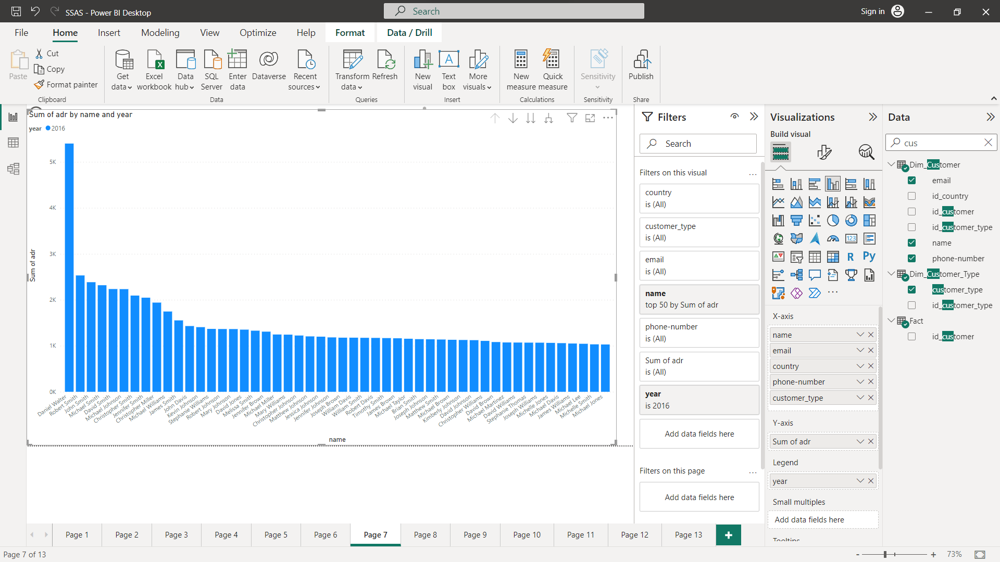 SSAS - Power BI Desktop
Search
Sign in
File
Home
Insert
Modeling
View
Optimize
Help
Format
Data / Drill
Paste
Cut
Copy
Format painter
Clipboard
Get data
Excel workbook
Data hub
SQL Server
Enter data
Dataverse
Recent sources
Data
Transform data
Refresh
Queries
New visual
Text box
More visuals
Insert
New measure
Quick measure
Calculations
Sensitivity
Sensitivity
Publish
Share
Sum of adr by name and year
year 2016
Sum of adr
5K
4K
3K
2K
1K
0K
Daniel Walter
Robert Smith
John Smith
Michael Smith
David Smith
Michael Johnson
Christopher Smith
Jennifer Smith
Christopher Miller
Michael Williams
James Smith
John Davis
Kevin Johnson
Stephanie Williams
Robert Johnson
Mary Johnson
David Jones
Melissa Smith
Jennifer Brown
Michael Miller
Mary Williams
Christopher Johnson
Matthew Johnson
Jessica Johnson
Jennifer Johnson
Joseph Brown
William Davis
William Smith
Robert Davis
Timothy Smith
James Brown
Michael Taylor
Brian Smith
Joseph Johnson
Matthew Smith
Michael Brown
Kimberly Johnson
David Johnson
Christopher Williams
David Brown
Michael Martinez
David Williams
Stephanie Thomas
Joseph Williams
Michelle Jones
Michael Davis
James Williams
Michael Lee
Michelle Smith
Michael Jones
name
Filters
Search
Filters on this visual
...
country
is (All)
customer_type
is (All)
email
is (All)
name
top 50 by Sum of adr
phone-number
is (All)
Sum of adr
is (All)
year
is 2016
Add data fields here
Filters on this page
...
Add data fields here
Visualizations
Build visual
123
R
Py
...
X-axis
name
email
country
phone-number
customer_type
Y-axis
Sum of adr
Legend
year
Small multiples
Add data fields here
Tooltips
Data
cus
Dim_Customer
email
id_country
id_customer
id_customer_type
name
phone-number
Dim_Customer_Type
customer_type
id_customer_type
Fact
id_customer
Page 1
Page 2
Page 3
Page 4
Page 5
Page 6
Page 7
Page 8
Page 9
Page 10
Page 11
Page 12
Page 13
+
Page 7 of 13
- + 73%